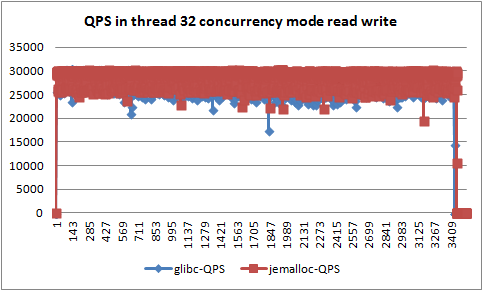 QPS in thread 32 concurrency mode read write
35000
30000
25000
20000
15000
10000
5000
0
1 143 285 427 569 711 853 995 1137 1279 1421 1563 1705 1847 1989 2131 2273 2415 2557 2699 2841 2983 3125 3267 3409
glibc-QPS jemalloc-QPS